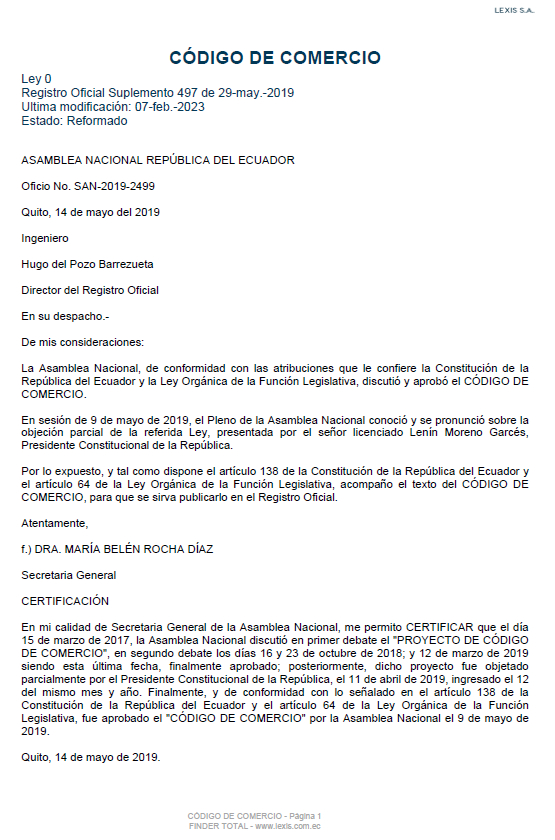 LEXIS S.A.
CÓDIGO DE COMERCIO
Ley 0
Registro Oficial Suplemento 497 de 29-may.-2019
Ultima modificación: 07-feb.-2023
Estado: Reformado
ASAMBLEA NACIONAL REPÚBLICA DEL ECUADOR
Oficio No. SAN-2019-2499
Quito, 14 de mayo del 2019
Ingeniero
Hugo del Pozo Barrezueta
Director del Registro Oficial
En su despacho.-
De mis consideraciones:
La Asamblea Nacional, de conformidad con las atribuciones que le confiere la Constitución de la
República del Ecuador y la Ley Orgánica de la Función Legislativa, discutió y aprobó el CÓDIGO DE
COMERCIO.
En sesión de 9 de mayo de 2019, el Pleno de la Asamblea Nacional conoció y se pronunció sobre la
objeción parcial de la referida Ley, presentada por el señor licenciado Lenín Moreno Garcés,
Presidente Constitucional de la República.
Por lo expuesto, y tal como dispone el artículo 138 de la Constitución de la República del Ecuador y
el artículo 64 de la Ley Orgánica de la Función Legislativa, acompaño el texto del CÓDIGO DE
COMERCIO, para que se sirva publicarlo en el Registro Oficial.
Atentamente,
f.) DRA. MARÍA BELÉN ROCHA DÍAZ
Secretaria General
CERTIFICACIÓN
En mi calidad de Secretaria General de la Asamblea Nacional, me permito CERTIFICAR que el día
15 de marzo de 2017, la Asamblea Nacional discutió en primer debate el "PROYECTO DE CÓDIGO
DE COMERCIO", en segundo debate los días 16 y 23 de octubre de 2018; y 12 de marzo de 2019
siendo esta última fecha, finalmente aprobado; posteriormente, dicho proyecto fue objetado
parcialmente por el Presidente Constitucional de la República, el 11 de abril de 2019, ingresado el 12
del mismo mes y año. Finalmente, y de conformidad con lo señalado en el artículo 138 de la
Constitución de la República del Ecuador y el artículo 64 de la Ley Orgánica de la Función
Legislativa, fue aprobado el "CÓDIGO DE COMERCIO" por la Asamblea Nacional el 9 de mayo de
2019.
Quito, 14 de mayo de 2019.
CÓDIGO DE COMERCIO - Página 1
FINDER TOTAL - www.lexis.com.ec